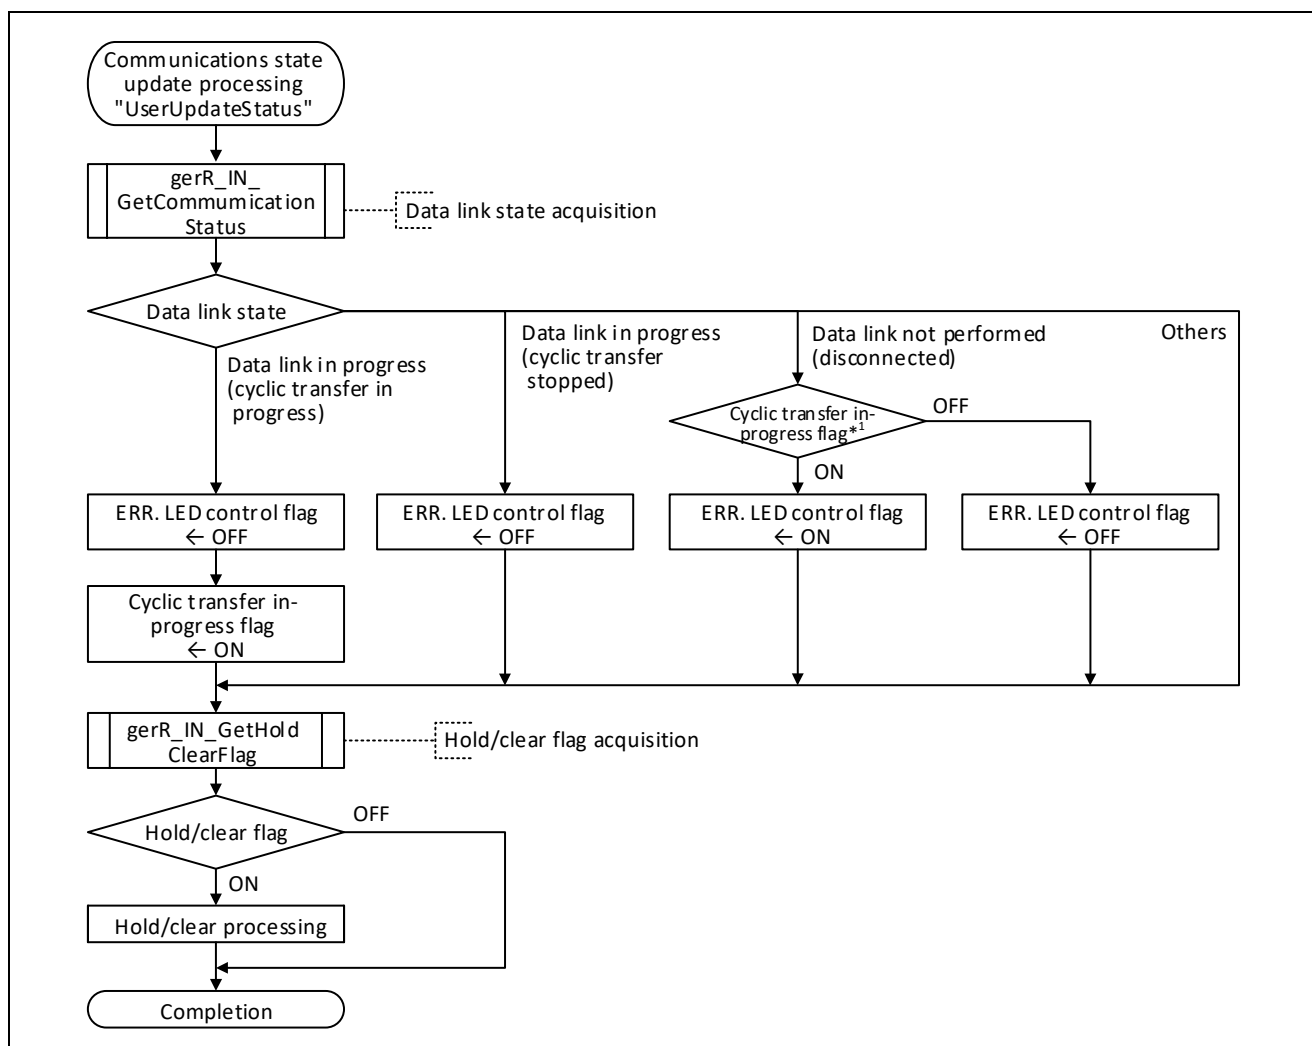 Communications state
update processing
"UserUpdateStatus"
gerR_IN_
GetCommumication
Status
Data link state acquisition
Data link state
Data link in progress
(cyclic transfer in
progress)
Data link in progress
(cyclic transfer
stopped)
Data link not performed
(disconnected)
Others
Cyclic transfer in-
progress flag*1
OFF
ON
ERR. LED control flag
← OFF
ERR. LED control flag
← OFF
ERR. LED control flag
← ON
ERR. LED control flag
← OFF
Cyclic transfer in-
progress flag
← ON
gerR_IN_GetHold
ClearFlag
Hold/clear flag acquisition
Hold/clear flag
OFF
ON
Hold/clear processing
Completion